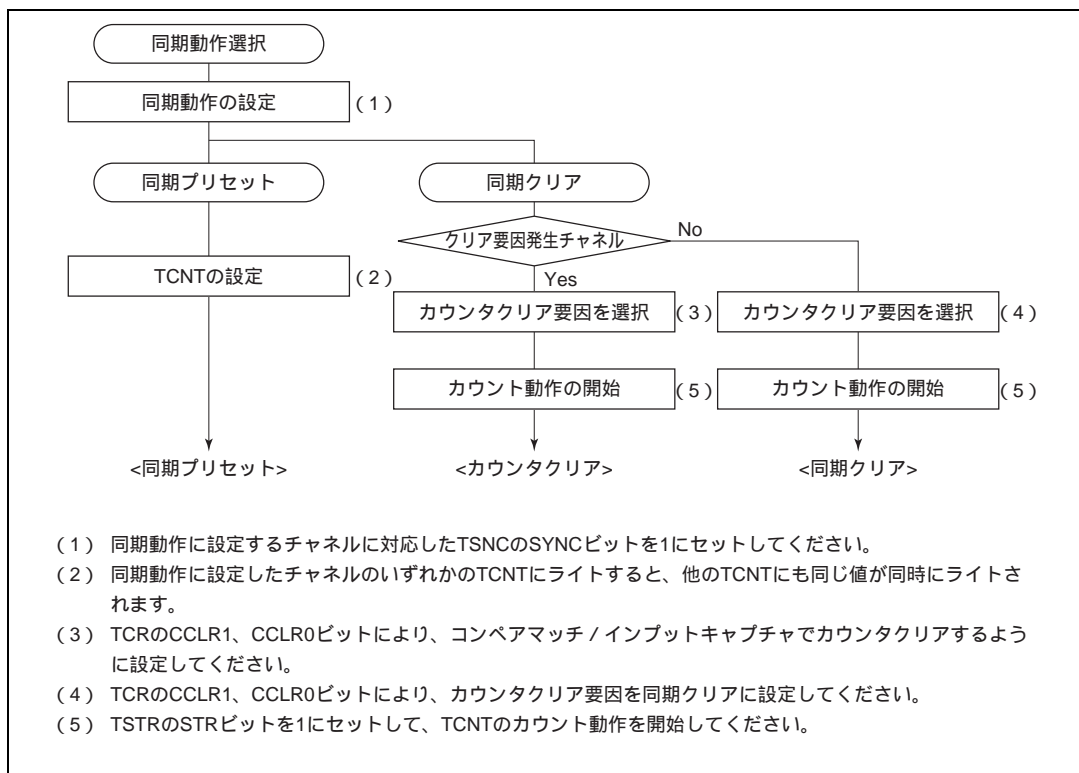 同期動作選択
同期動作の設定 （1）
同期プリセット 同期クリア
クリア要因発生チャネル No
Yes
TCNTの設定 （2）
カウンタクリア要因を選択 （3） カウンタクリア要因を選択 （4）
カウント動作の開始 （5） カウント動作の開始 （5）
<同期プリセット> <カウンタクリア> <同期クリア>
（1） 同期動作に設定するチャネルに対応したTSNCのSYNCビットを1にセットしてください。
（2） 同期動作に設定したチャネルのいずれかのTCNTにライトすると、他のTCNTにも同じ値が同時にライトさ
れます。
（3） TCRのCCLR1、CCLR0ビットにより、コンペアマッチ / インプットキャプチャでカウンタクリアするよう
に設定してください。
（4） TCRのCCLR1、CCLR0ビットにより、カウンタクリア要因を同期クリアに設定してください。
（5） TSTRのSTRビットを1にセットして、TCNTのカウント動作を開始してください。